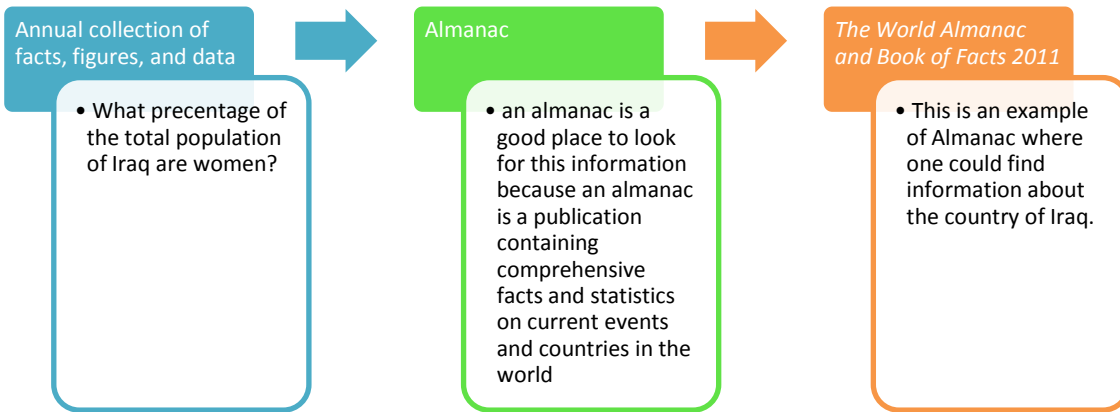 Annual collection of
facts, figures, and data
• What precentage of
the total population
of Iraq are women?
Almanac
• an almanac is a
good place to look
for this information
because an almanac
is a publication
containing
comprehensive
facts and statistics
on current events
and countries in the
world
The World Almanac
and Book of Facts 2011
• This is an example
of Almanac where
one could find
information about
the country of Iraq.